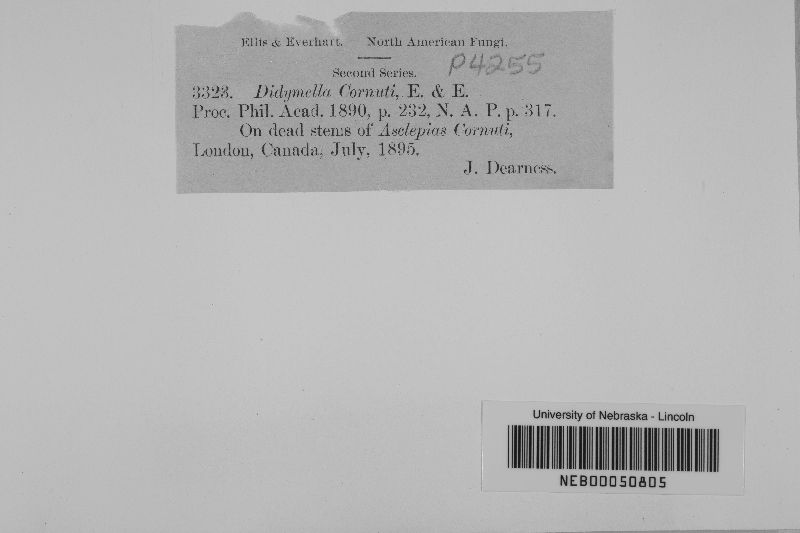 Ellis & Everhart. North American Fungi.
Second Series. P4255
3323. Didymella Cornuti, E. & E.
Proc. Phil. Acad. 1890, p. 232, N. A. P. p. 317.
On dead stems of Asclepias Cornuti,
London, Canada, July, 1895.
J. Dearness.
University of Nebraska - Lincoln
NEB00050805